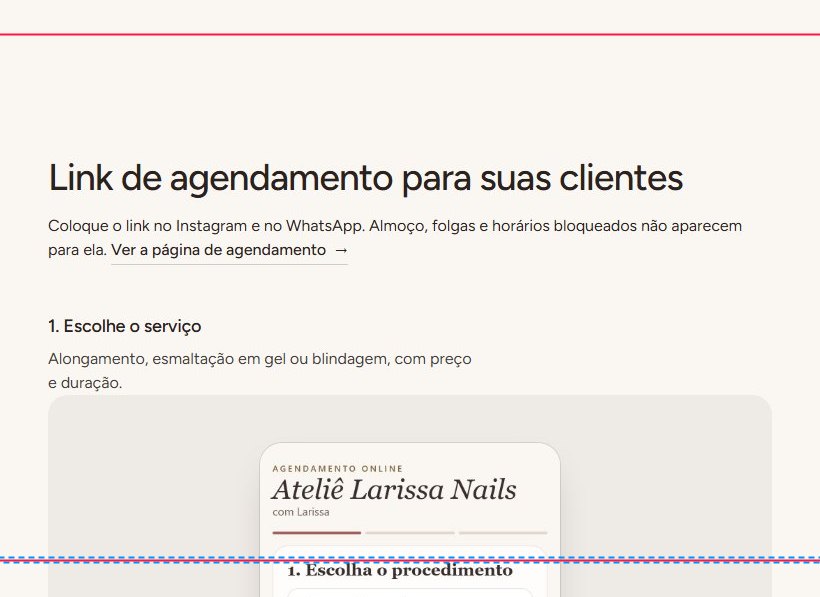 Link de agendamento para suas clientes
Coloque o link no Instagram e no WhatsApp. Almoço, folgas e horários bloqueados não aparecem
para ela. Ver a página de agendamento →
1. Escolhe o serviço
Alongamento, esmaltação em gel ou blindagem, com preço
e duração.
AGENDAMENTO ONLINE
Ateliê Larissa Nails
com Larissa
1. Escolha o procedimento